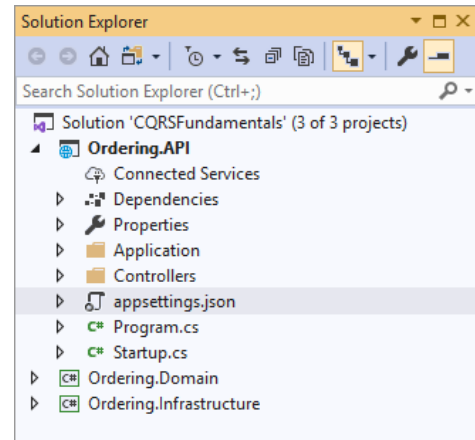 Solution Explorer
Search Solution Explorer (Ctrl+;)
Solution 'CQRSFundamentals' (3 of 3 projects)
Ordering.API
Connected Services
Dependencies
Properties
Application
Controllers
appsettings.json
C# Program.cs
C# Startup.cs
C# Ordering.Domain
C# Ordering.Infrastructure